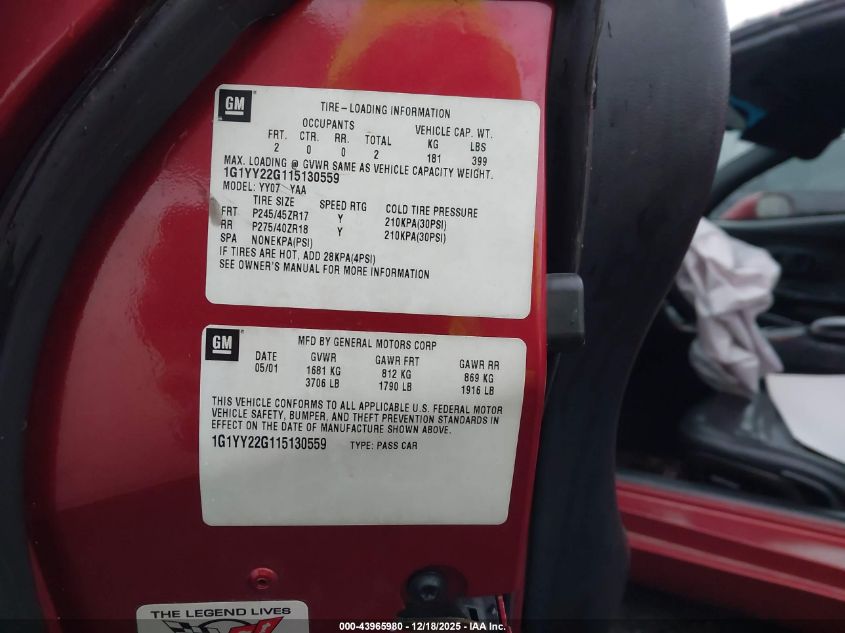 GM
TIRE-LOADING INFORMATION
OCCUPANTS VEHICLE CAP. WT.
FRT. CTR. RR. TOTAL KG LBS
2 0 0 2 181 399
MAX. LOADING @ GVWR SAME AS VEHICLE CAPACITY WEIGHT.
1G1YY22G115130559
MODEL: YY07 YAA
TIRE SIZE SPEED RTG COLD TIRE PRESSURE
FRT P245/45ZR17 Y 210KPA(30PSI)
RR P275/40ZR18 Y 210KPA(30PSI)
SPA NONEKPA(PSI)
IF TIRES ARE HOT, ADD 28KPA(4PSI)
SEE OWNER'S MANUAL FOR MORE INFORMATION
GM
MFD BY GENERAL MOTORS CORP
DATE GVWR GAWR FRT GAWR RR
05/01 1681 KG 812 KG 869 KG
3706 LB 1790 LB 1916 LB
THIS VEHICLE CONFORMS TO ALL APPLICABLE U.S. FEDERAL MOTOR
VEHICLE SAFETY, BUMPER, AND THEFT PREVENTION STANDARDS IN
EFFECT ON THE DATE OF MANUFACTURE SHOWN ABOVE.
1G1YY22G115130559 TYPE: PASS CAR
THE LEGEND LIVES
000-43965980 - 12/18/2025 - IAA Inc.